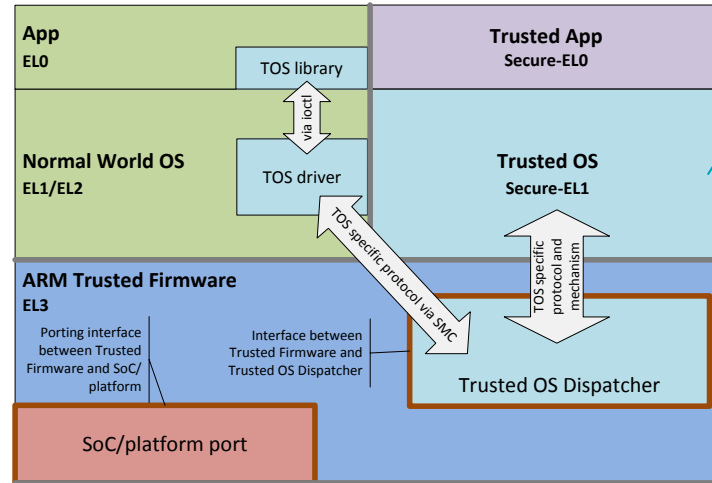 App
EL0
TOS library
Trusted App
Secure-EL0
via ioctl
Normal World OS
EL1/EL2
TOS driver
Trusted OS
Secure-EL1
TOS specific protocol via SMC
TOS specific
protocol and
mechanism
ARM Trusted Firmware
EL3
Porting interface
between Trusted
Firmware and SoC/
platform
Interface between
Trusted Firmware and
Trusted OS Dispatcher
Trusted OS Dispatcher
SoC/platform port